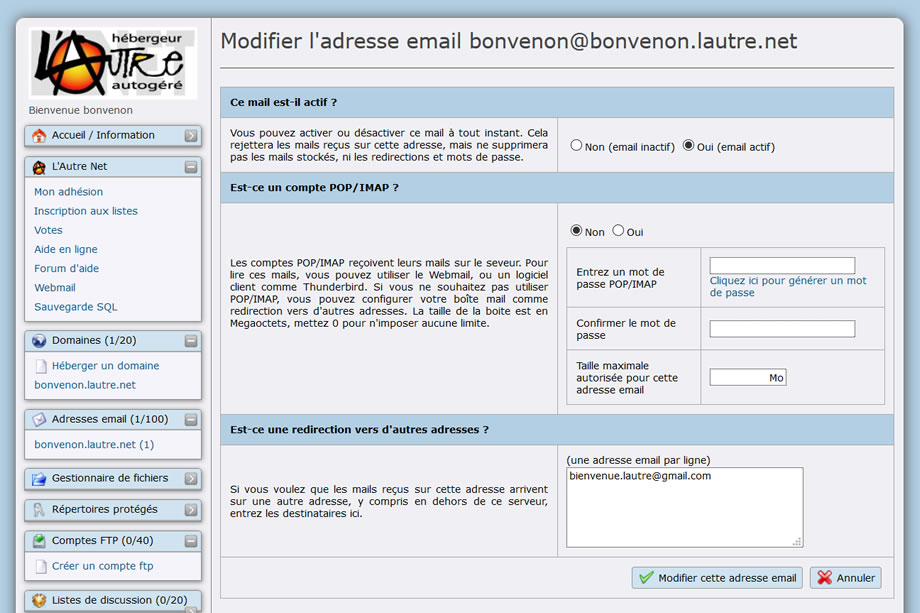 hébergeur
L'Autre
autogéré
Bienvenue bonvenon
Accueil / Information
L'Autre Net
Mon adhésion
Inscription aux listes
Votes
Aide en ligne
Forum d'aide
Webmail
Sauvegarde SQL
Domaines (1/20)
Héberger un domaine
bonvenon.lautre.net
Adresses email (1/100)
bonvenon.lautre.net (1)
Gestionnaire de fichiers
Répertoires protégés
Comptes FTP (0/40)
Créer un compte ftp
Listes de discussion (0/20)
Modifier l'adresse email bonvenon@bonvenon.lautre.net
Ce mail est-il actif ?
Vous pouvez activer ou désactiver ce mail à tout instant. Cela
rejettera les mails reçus sur cette adresse, mais ne supprimera
pas les mails stockés, ni les redirections et mots de passe.
Non (email inactif) Oui (email actif)
Est-ce un compte POP/IMAP ?
Les comptes POP/IMAP reçoivent leurs mails sur le seveur. Pour
lire ces mails, vous pouvez utiliser le Webmail, ou un logiciel
client comme Thunderbird. Si vous ne souhaitez pas utiliser
POP/IMAP, vous pouvez configurer votre boîte mail comme
redirection vers d'autres adresses. La taille de la boite est en
Megaoctets, mettez 0 pour n'imposer aucune limite.
Non Oui
Entrez un mot de
passe POP/IMAP
Cliquez ici pour générer un mot
de passe
Confirmer le mot de
passe
Taille maximale
autorisée pour cette
adresse email
Mo
Est-ce une redirection vers d'autres adresses ?
Si vous voulez que les mails reçus sur cette adresse arrivent
sur une autre adresse, y compris en dehors de ce serveur,
entrez les destinataires ici.
(une adresse email par ligne)
bienvenue.lautre@gmail.com
Modifier cette adresse email
Annuler